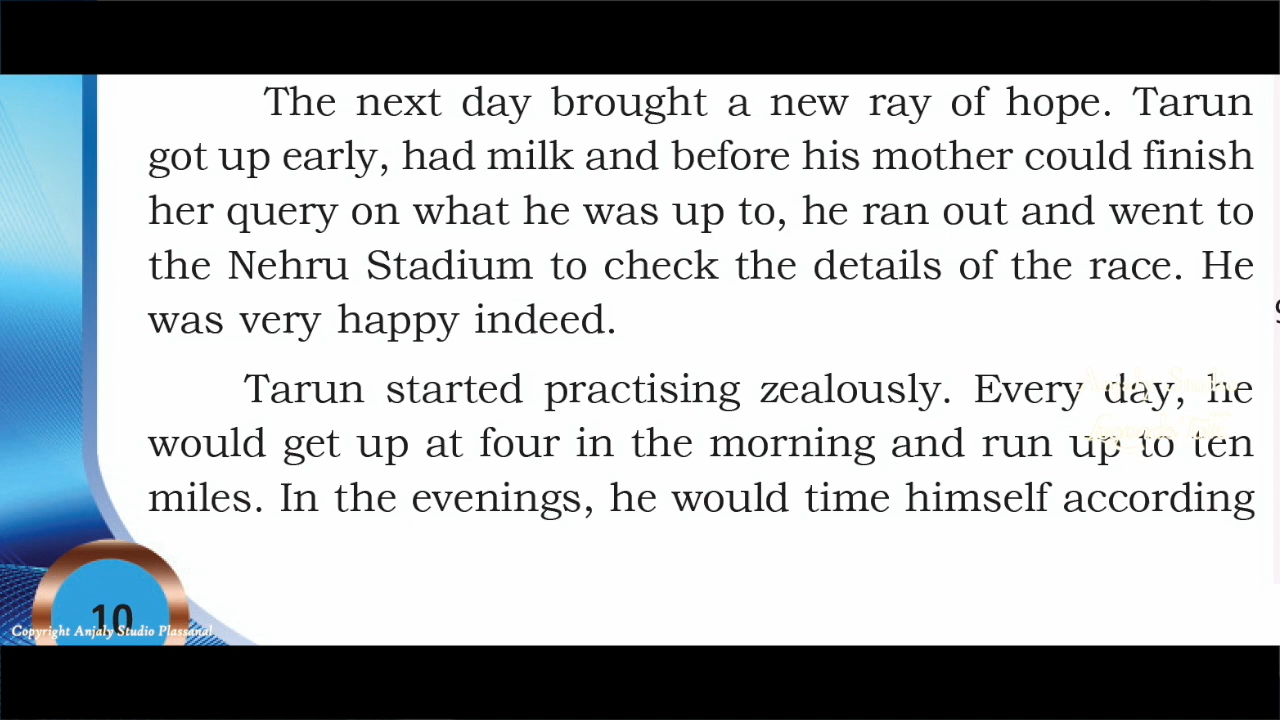 The next day brought a new ray of hope. Tarun
got up early, had milk and before his mother could finish
her query on what he was up to, he ran out and went to
the Nehru Stadium to check the details of the race. He
was very happy indeed.
Tarun started practising zealously. Every day, he
would get up at four in the morning and run up to ten
miles. In the evenings, he would time himself according
10
Copyright Anjaly Studio Plassanal